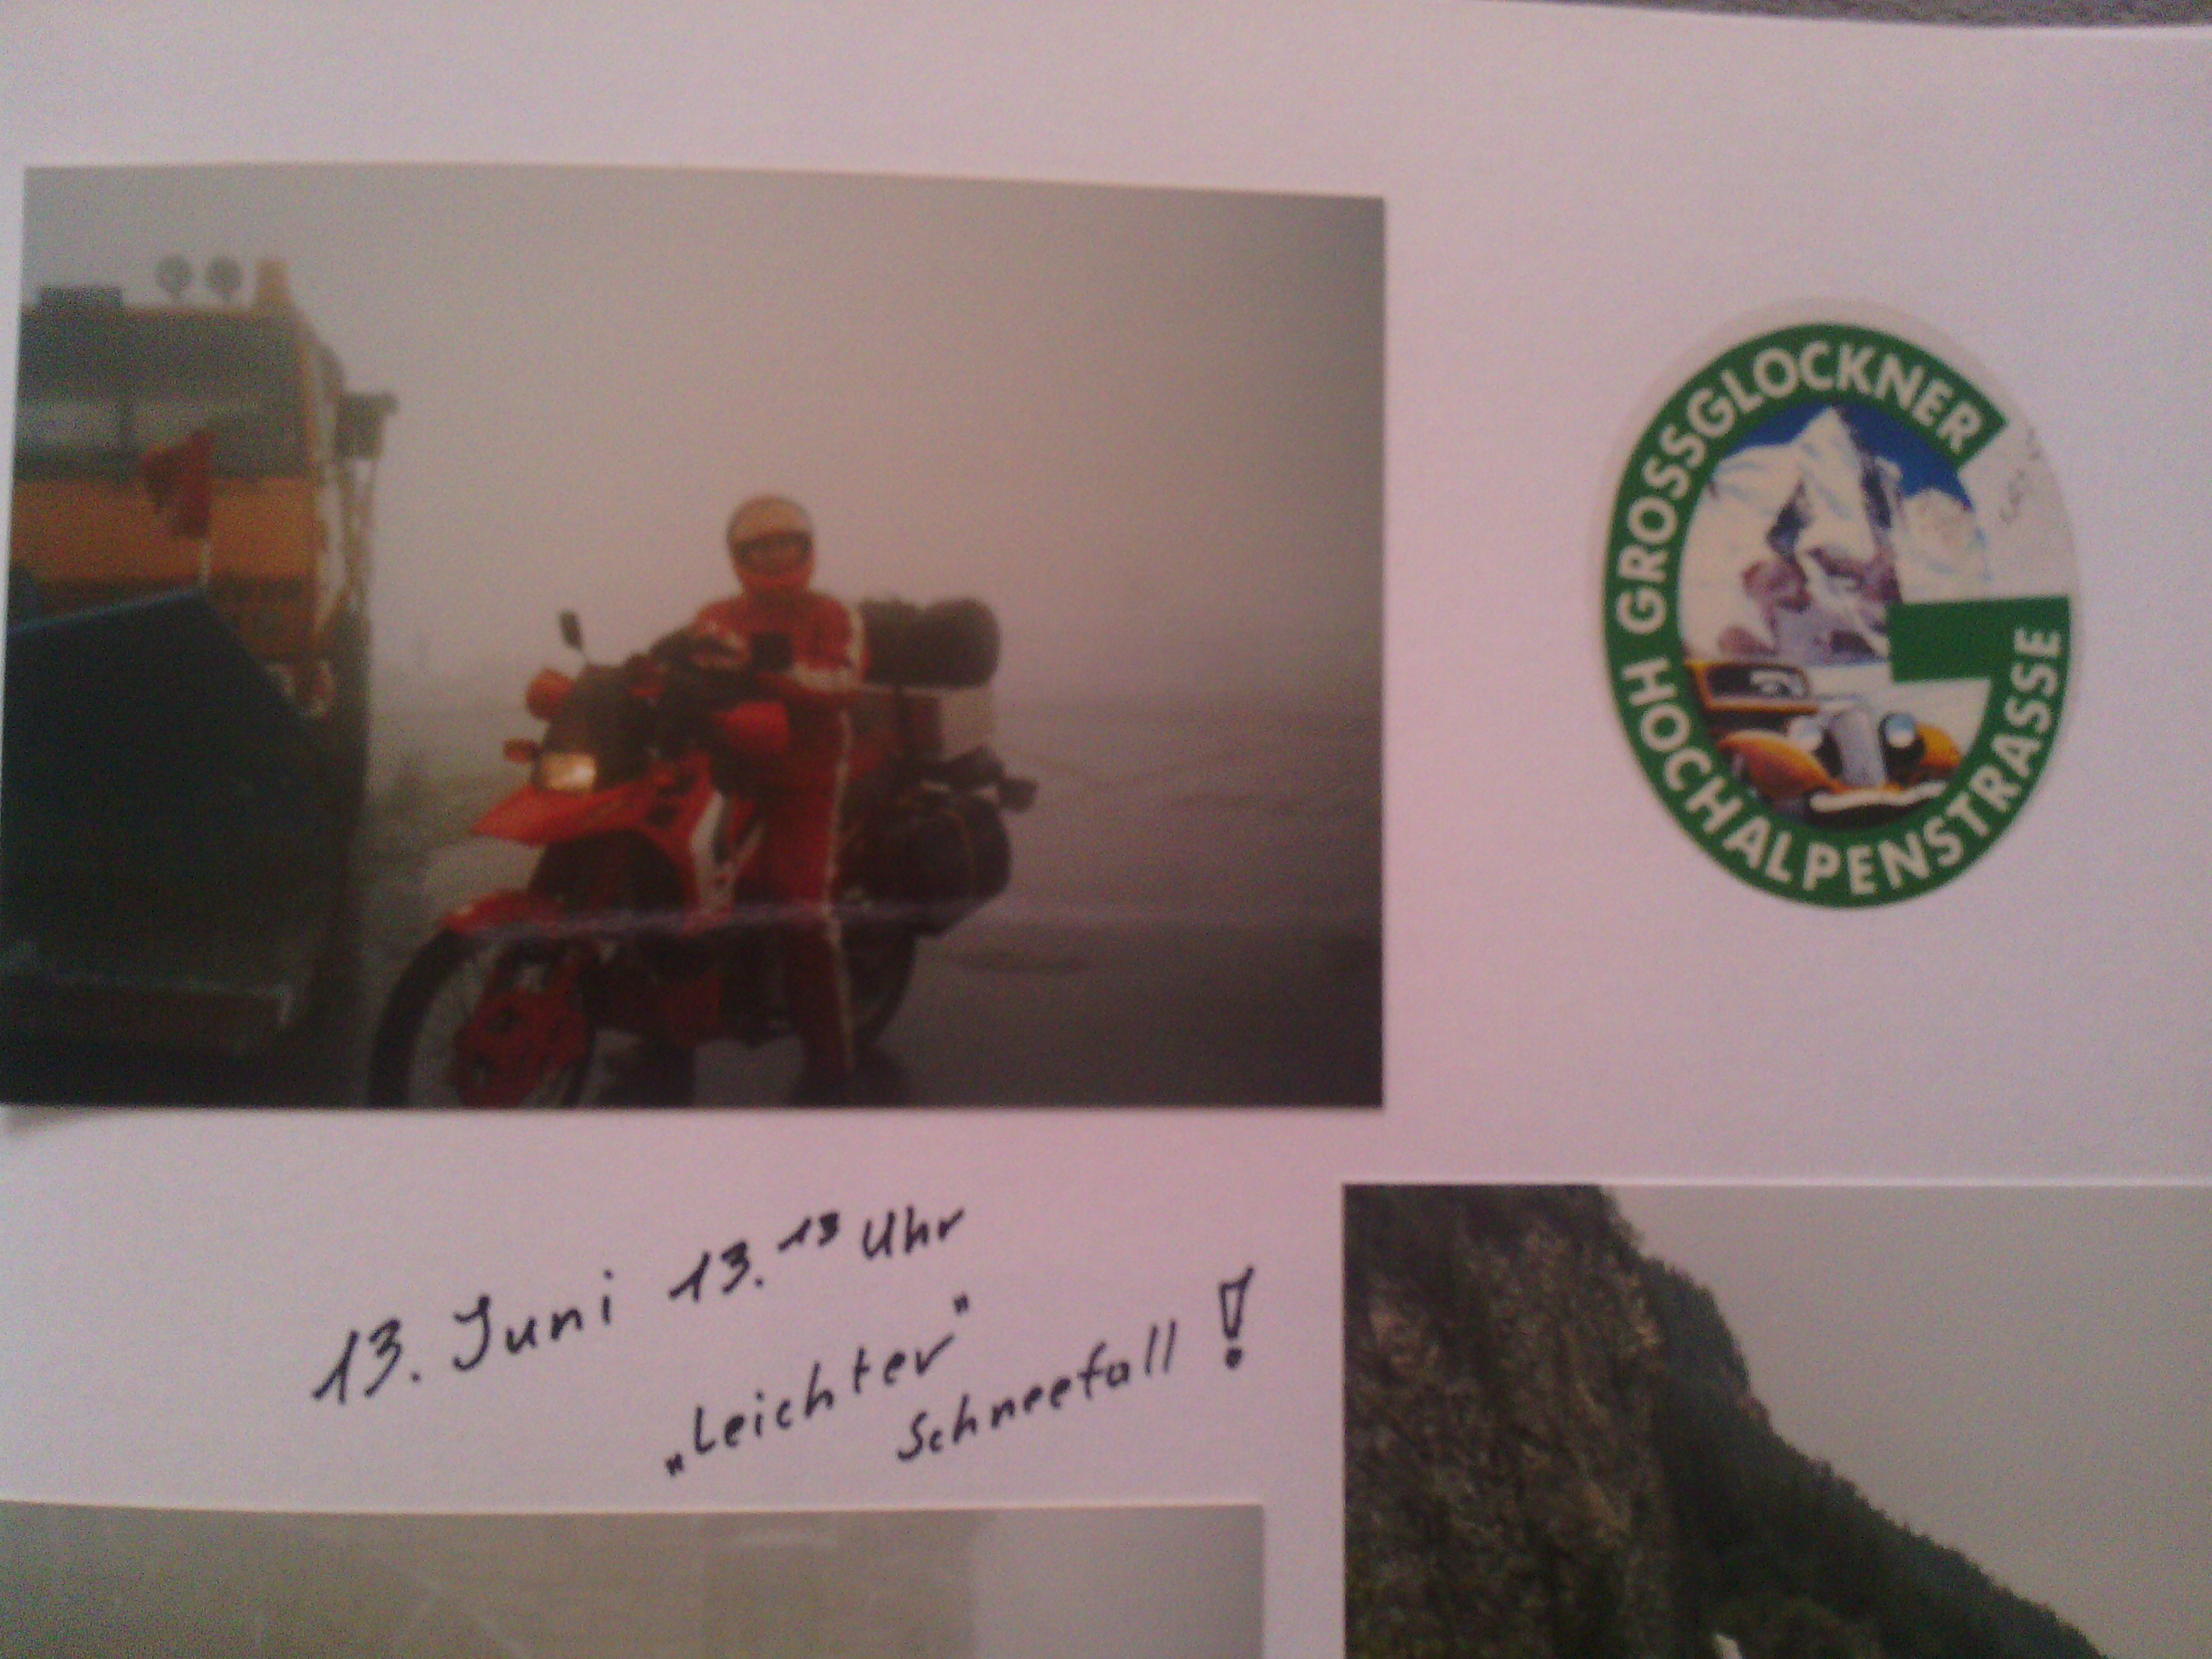 GROSSGLOCKNER
HOCHALPENSTRASSE
13. Juni 13.13 Uhr
„Leichter"
Schneefall!